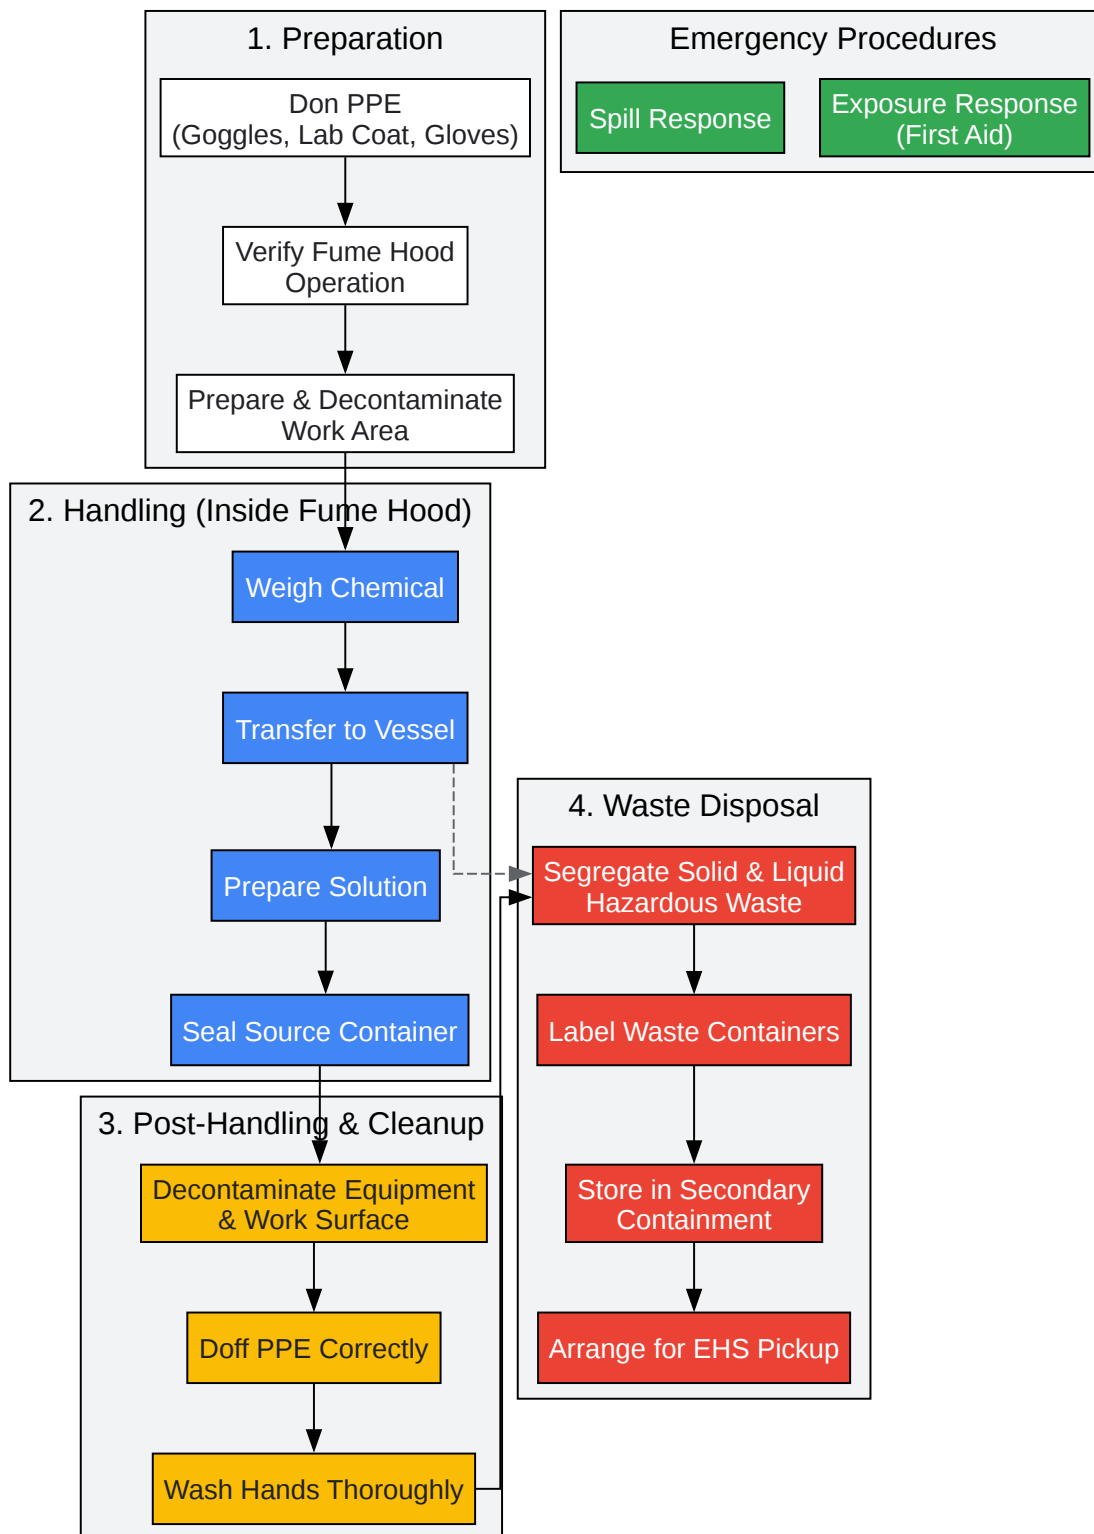 1. Preparation
Don PPE
(Goggles, Lab Coat, Gloves)
Verify Fume Hood
Operation
Prepare & Decontaminate
Work Area
Emergency Procedures
Spill Response
Exposure Response
(First Aid)
2. Handling (Inside Fume Hood)
Weigh Chemical
Transfer to Vessel
Prepare Solution
Seal Source Container
3. Post-Handling & Cleanup
Decontaminate Equipment
& Work Surface
Doff PPE Correctly
Wash Hands Thoroughly
4. Waste Disposal
Segregate Solid & Liquid
Hazardous Waste
Label Waste Containers
Store in Secondary
Containment
Arrange for EHS Pickup